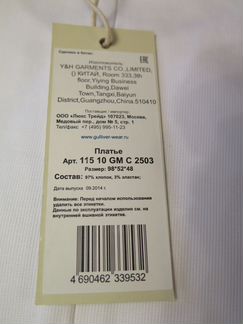 Сделано в Китае.
Изготовитель:
Y&H GARMENTS CO.,LIMITED,
() КИТАЙ, Room 333,9th
floor,Yiying Business
Building,Dawei
Town,Tangxi,Baiyun
District,Guangzhou,China.510410
Поставщик / импортер:
ООО «Люкс Трейд» 107023, Москва,
Медовый пер., дом № 5, стр. 1
Тел/факс +7 (495) 995-11-23
www.gulliver-wear.ru
Платье
Арт. 115 10 GM C 2503
Размер: 98*52*48
Состав: 97% хлопок, 3% эластан;
Дата выпуска 09.2014 г.
Внимание: Перед началом использования
удалить все этикетки.
Данные по эксплуатации изделия см. на
внутренней вшивной этикетке.
4 690462 339532